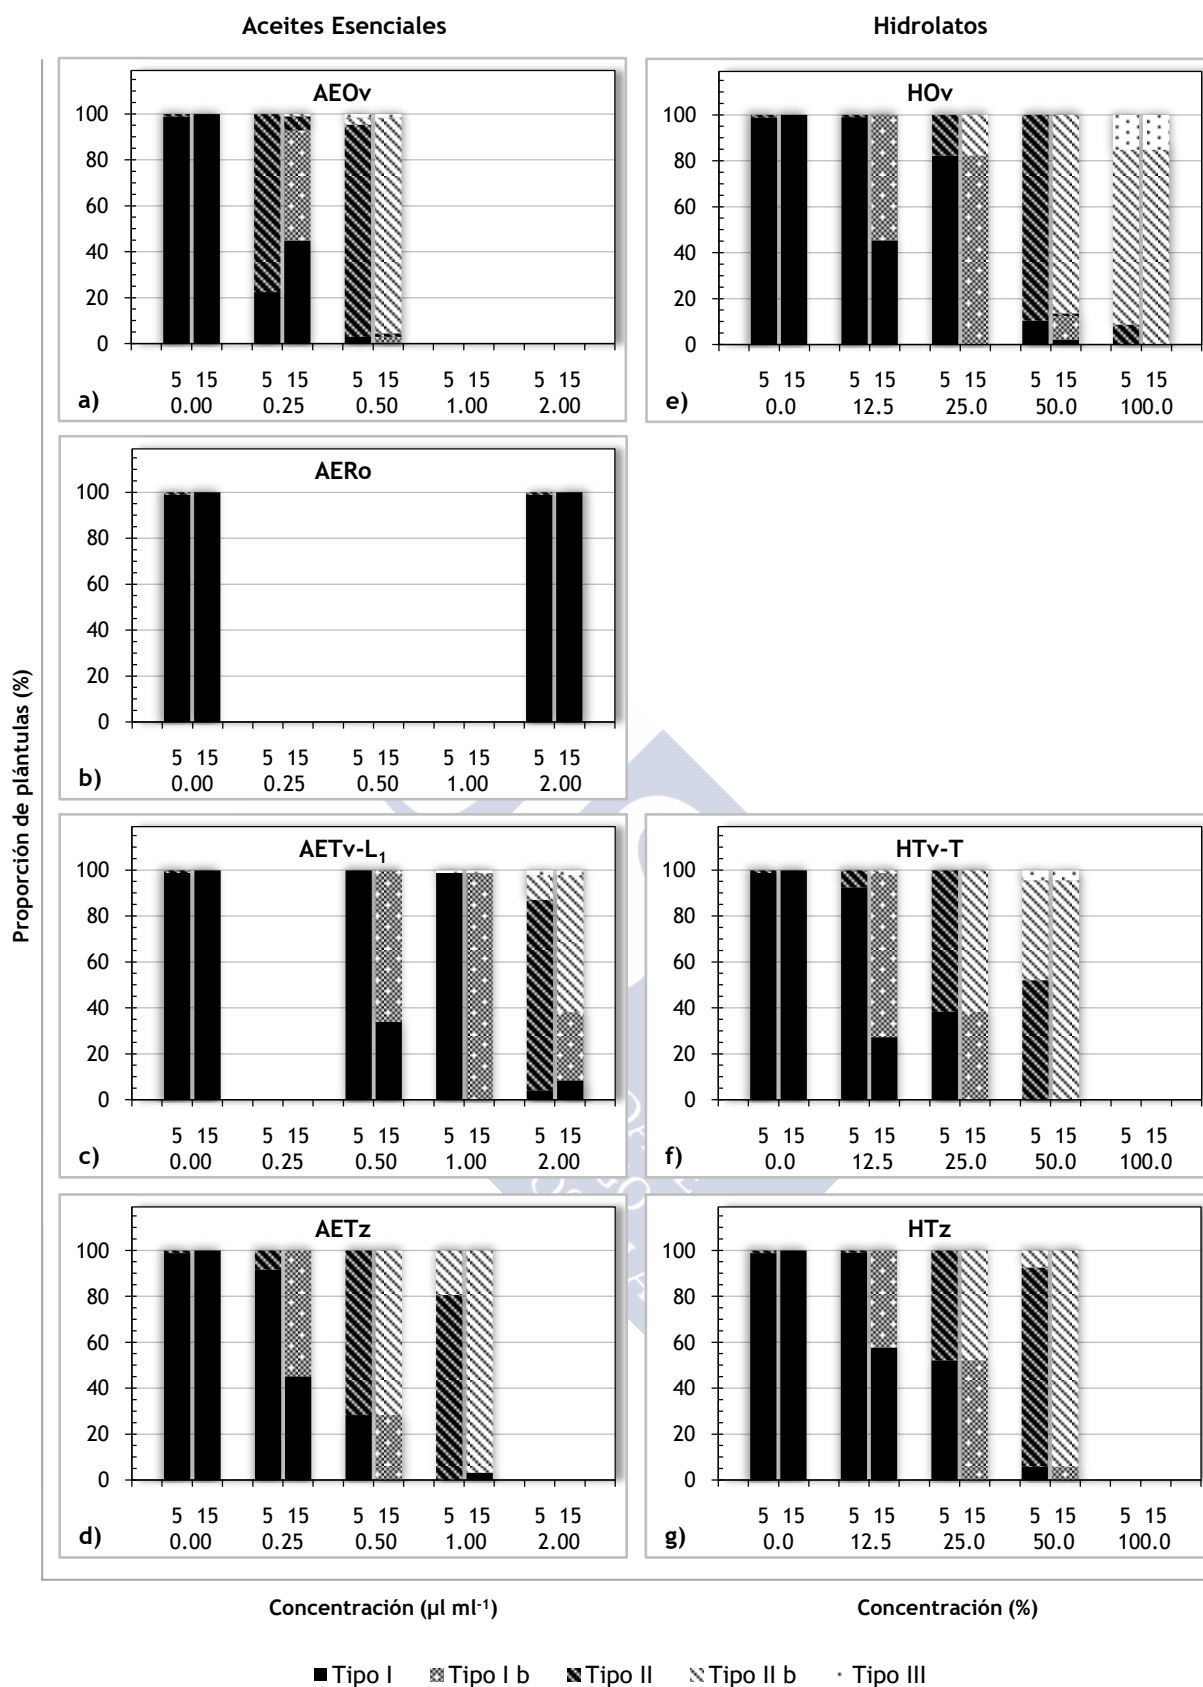 Aceites Esenciales
Hidrolatos
Proporción de plántulas (%)
AEOv
100
80
60
40
20
0
5 15 5 15 5 15 5 15 5 15
a) 0.00 0.25 0.50 1.00 2.00
HOv
100
80
60
40
20
0
5 15 5 15 5 15 5 15 5 15
e) 0.0 12.5 25.0 50.0 100.0
AERo
100
80
60
40
20
0
5 15 5 15 5 15 5 15 5 15
b) 0.00 0.25 0.50 1.00 2.00
AETv-L₁
100
80
60
40
20
0
5 15 5 15 5 15 5 15 5 15
c) 0.00 0.25 0.50 1.00 2.00
HTv-T
100
80
60
40
20
0
5 15 5 15 5 15 5 15 5 15
f) 0.0 12.5 25.0 50.0 100.0
AETz
100
80
60
40
20
0
5 15 5 15 5 15 5 15 5 15
d) 0.00 0.25 0.50 1.00 2.00
HTz
100
80
60
40
20
0
5 15 5 15 5 15 5 15 5 15
g) 0.0 12.5 25.0 50.0 100.0
Concentración (µl ml⁻¹)
Concentración (%)
Tipo I Tipo I b Tipo II Tipo II b Tipo III